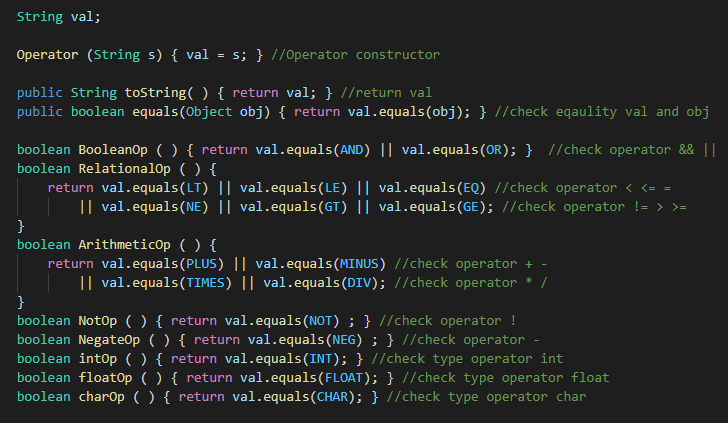 String val;
Operator (String s) { val = s; } //Operator constructor
public String toString( ) { return val; } //return val
public boolean equals(Object obj) { return val.equals(obj); } //check eqaulity val and obj
boolean BooleanOp ( ) { return val.equals(AND) || val.equals(OR); }  //check operator && ||
boolean RelationalOp ( ) {
    return val.equals(LT) || val.equals(LE) || val.equals(EQ) //check operator < <= =
        || val.equals(NE) || val.equals(GT) || val.equals(GE); //check operator != > >=
}
boolean ArithmeticOp ( ) {
    return val.equals(PLUS) || val.equals(MINUS) //check operator + -
        || val.equals(TIMES) || val.equals(DIV); //check operator * /
}
boolean NotOp ( ) { return val.equals(NOT) ; } //check operator !
boolean NegateOp ( ) { return val.equals(NEG) ; } //check operator -
boolean intOp ( ) { return val.equals(INT); } //check type operator int
boolean floatOp ( ) { return val.equals(FLOAT); } //check type operator float
boolean charOp ( ) { return val.equals(CHAR); } //check type operator char